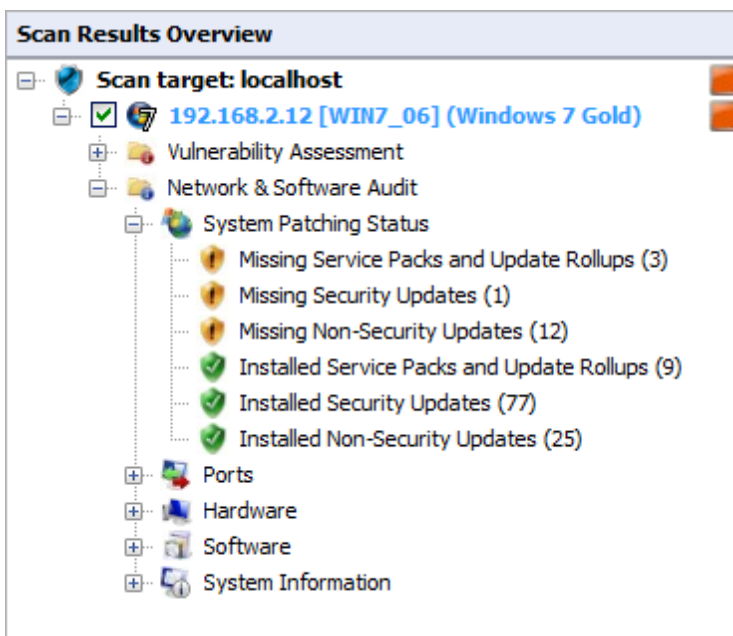 Scan Results Overview
Scan target: localhost
192.168.2.12 [WIN7_06] (Windows 7 Gold)
Vulnerability Assessment
Network & Software Audit
System Patching Status
Missing Service Packs and Update Rollups (3)
Missing Security Updates (1)
Missing Non-Security Updates (12)
Installed Service Packs and Update Rollups (9)
Installed Security Updates (77)
Installed Non-Security Updates (25)
Ports
Hardware
Software
System Information